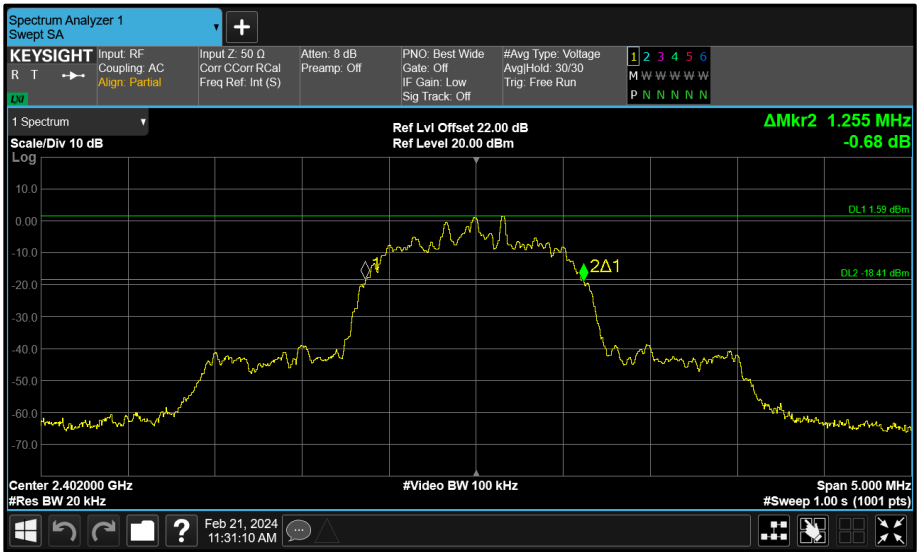 Spectrum Analyzer 1
Swept SA
+
KEYSIGHT
R T
LXI
Input: RF
Coupling: AC
Align: Partial
Input Z: 50 Ω
Corr CCorr RCal
Freq Ref: Int (S)
Atten: 8 dB
Preamp: Off
PNO: Best Wide
Gate: Off
IF Gain: Low
Sig Track: Off
#Avg Type: Voltage
Avg|Hold: 30/30
Trig: Free Run
1 2 3 4 5 6
M W W W W W
P N N N N N
1 Spectrum
Scale/Div 10 dB
Ref Lvl Offset 22.00 dB
Ref Level 20.00 dBm
ΔMkr2 1.255 MHz
-0.68 dB
Log
10.0
DL1 1.59 dBm
0.00
-10.0
1
2Δ1
DL2 -18.41 dBm
-20.0
-30.0
-40.0
-50.0
-60.0
-70.0
Center 2.402000 GHz
#Video BW 100 kHz
Span 5.000 MHz
#Res BW 20 kHz
#Sweep 1.00 s (1001 pts)
?
Feb 21, 2024
11:31:10 AM